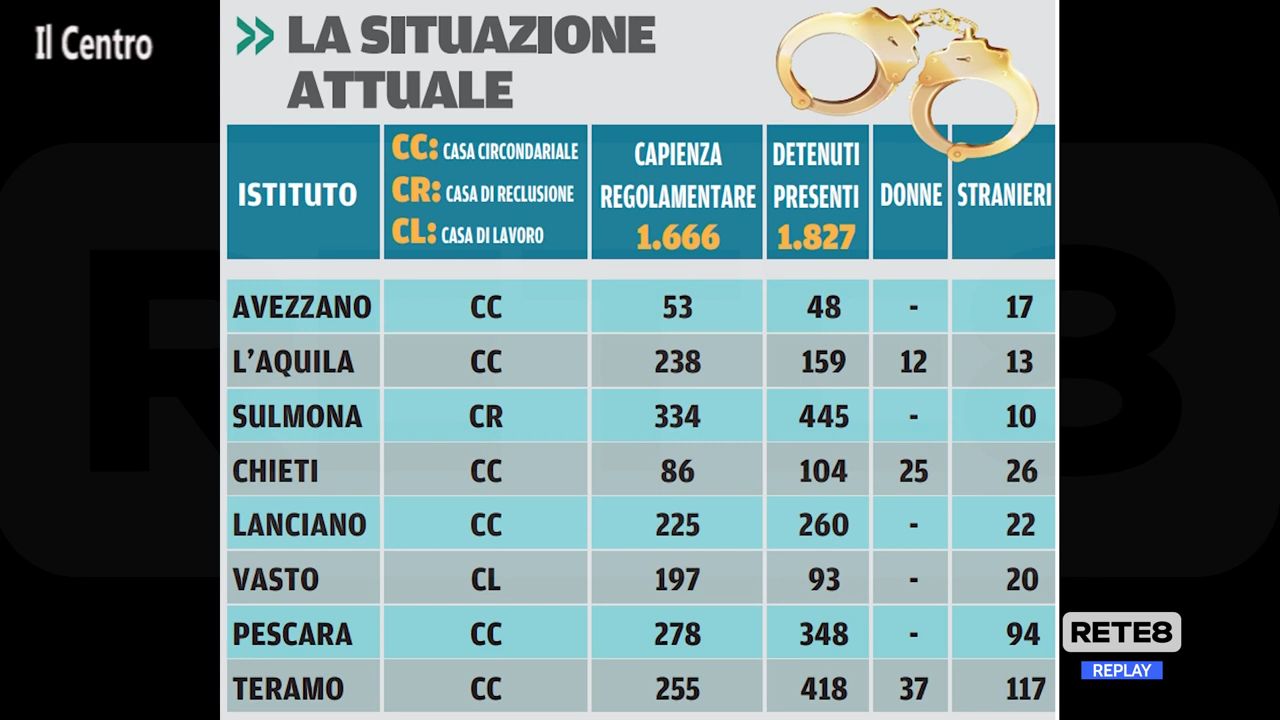 Il Centro
>> LA SITUAZIONE
ATTUALE
ISTITUTO
CC: CASA CIRCONDARIALE
CR: CASA DI RECLUSIONE
CL: CASA DI LAVORO
CAPIENZA
REGOLAMENTARE
1.666
DETENUTI
PRESENTI
1.827
DONNE
STRANIERI
AVEZZANO CC 53 48 - 17
L'AQUILA CC 238 159 12 13
SULMONA CR 334 445 - 10
CHIETI CC 86 104 25 26
LANCIANO CC 225 260 - 22
VASTO CL 197 93 - 20
PESCARA CC 278 348 - 94
TERAMO CC 255 418 37 117
RETE8
REPLAY